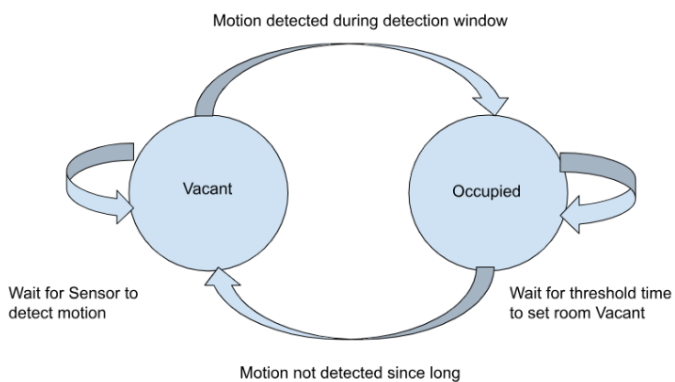 Motion detected during detection window
Vacant
Occupied
Wait for Sensor to
detect motion
Wait for threshold time
to set room Vacant
Motion not detected since long